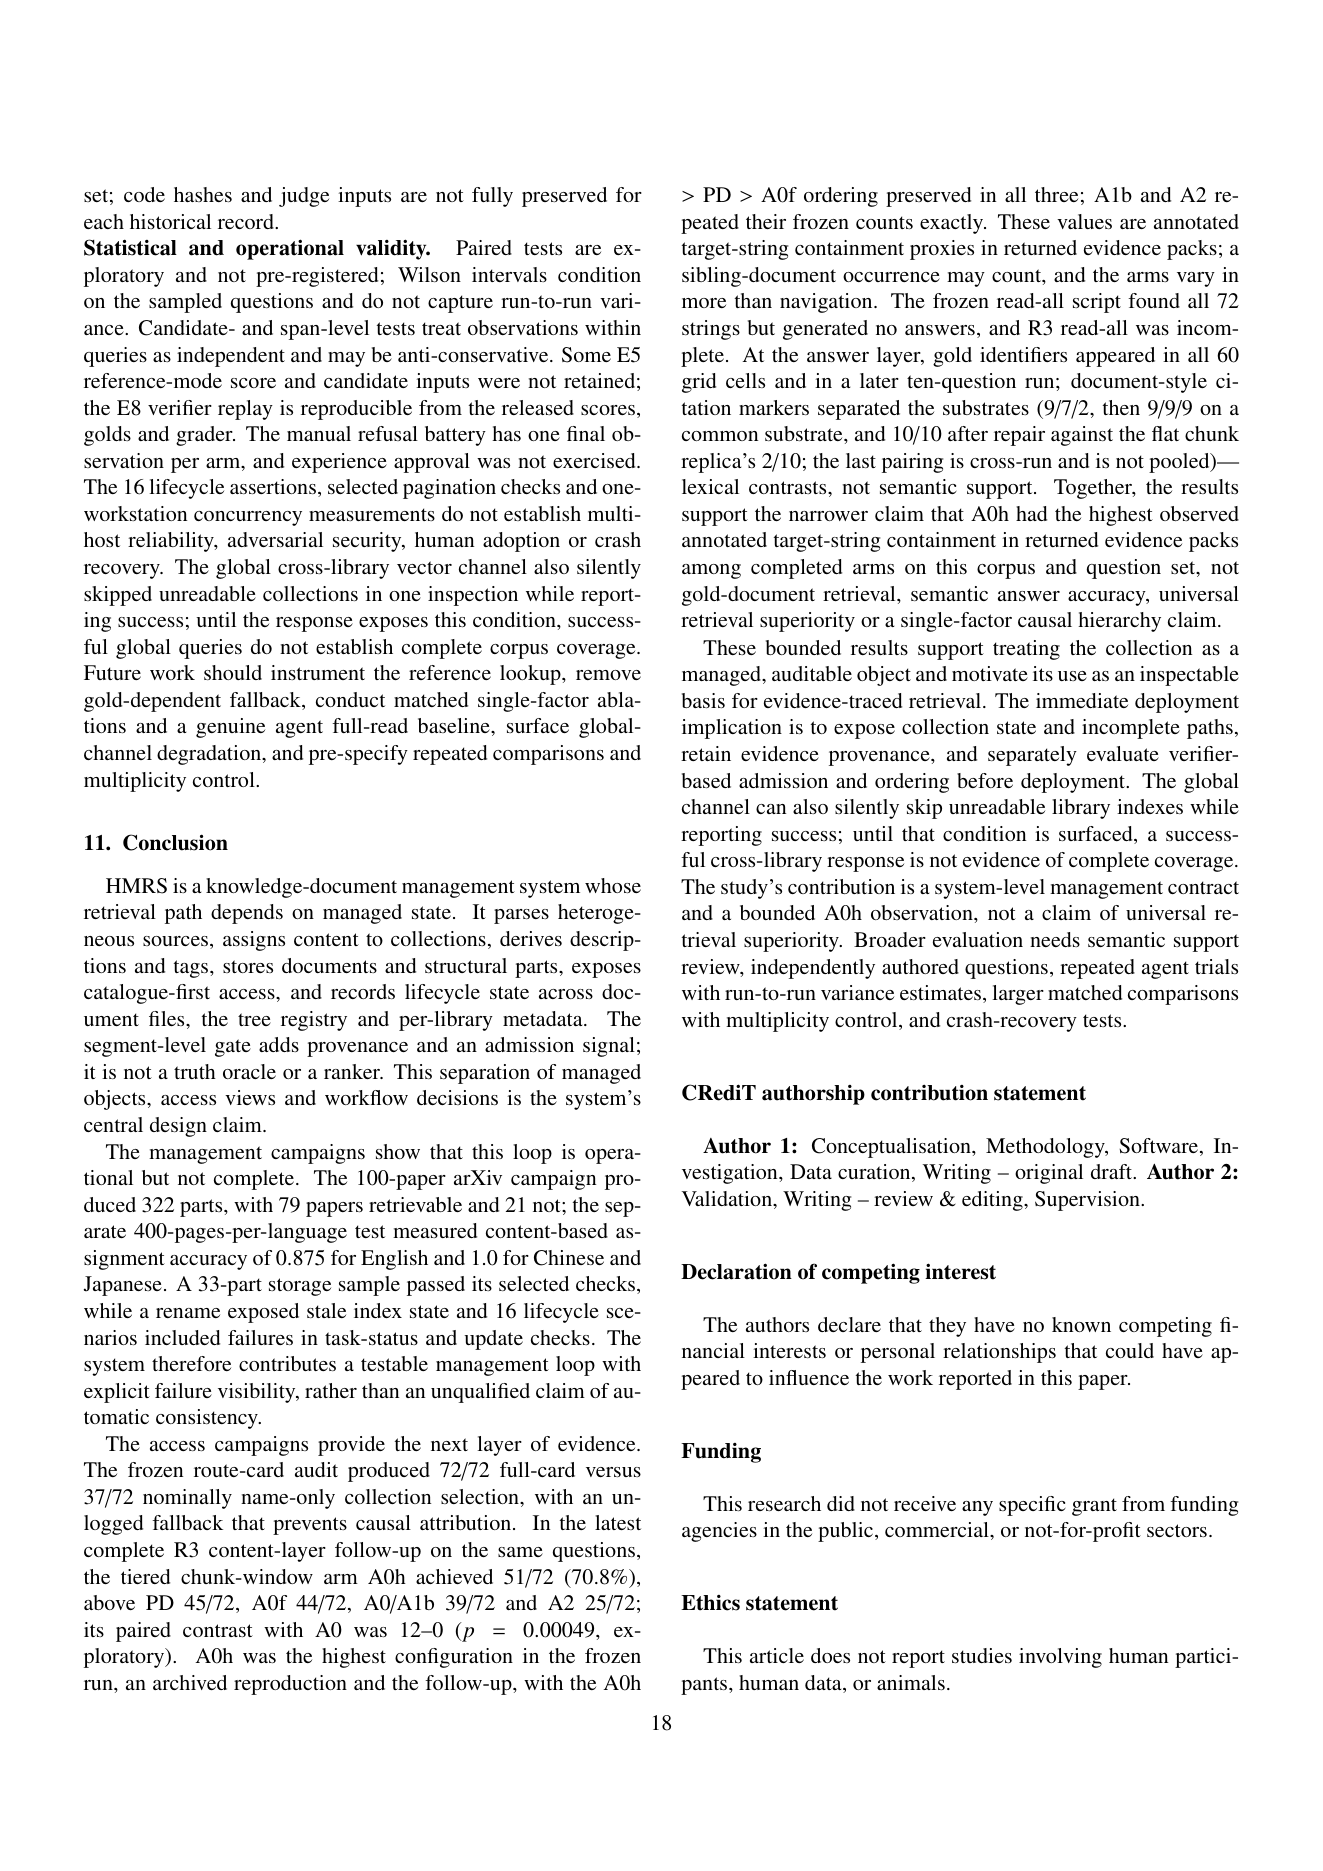 set; code hashes and judge inputs are not fully preserved for
each historical record.
Statistical and operational validity. Paired tests are ex-
ploratory and not pre-registered; Wilson intervals condition
on the sampled questions and do not capture run-to-run vari-
ance. Candidate- and span-level tests treat observations within
queries as independent and may be anti-conservative. Some E5
reference-mode score and candidate inputs were not retained;
the E8 verifier replay is reproducible from the released scores,
golds and grader. The manual refusal battery has one final ob-
servation per arm, and experience approval was not exercised.
The 16 lifecycle assertions, selected pagination checks and one-
workstation concurrency measurements do not establish multi-
host reliability, adversarial security, human adoption or crash
recovery. The global cross-library vector channel also silently
skipped unreadable collections in one inspection while report-
ing success; until the response exposes this condition, success-
ful global queries do not establish complete corpus coverage.
Future work should instrument the reference lookup, remove
gold-dependent fallback, conduct matched single-factor abla-
tions and a genuine agent full-read baseline, surface global-
channel degradation, and pre-specify repeated comparisons and
multiplicity control.
11. Conclusion
HMRS is a knowledge-document management system whose
retrieval path depends on managed state. It parses heteroge-
neous sources, assigns content to collections, derives descrip-
tions and tags, stores documents and structural parts, exposes
catalogue-first access, and records lifecycle state across doc-
ument files, the tree registry and per-library metadata. The
segment-level gate adds provenance and an admission signal;
it is not a truth oracle or a ranker. This separation of managed
objects, access views and workflow decisions is the system's
central design claim.
The management campaigns show that this loop is opera-
tional but not complete. The 100-paper arXiv campaign pro-
duced 322 parts, with 79 papers retrievable and 21 not; the sep-
arate 400-pages-per-language test measured content-based as-
signment accuracy of 0.875 for English and 1.0 for Chinese and
Japanese. A 33-part storage sample passed its selected checks,
while a rename exposed stale index state and 16 lifecycle sce-
narios included failures in task-status and update checks. The
system therefore contributes a testable management loop with
explicit failure visibility, rather than an unqualified claim of au-
tomatic consistency.
The access campaigns provide the next layer of evidence.
The frozen route-card audit produced 72/72 full-card versus
37/72 nominally name-only collection selection, with an un-
logged fallback that prevents causal attribution. In the latest
complete R3 content-layer follow-up on the same questions,
the tiered chunk-window arm A0h achieved 51/72 (70.8%),
above PD 45/72, A0f 44/72, A0/A1b 39/72 and A2 25/72;
its paired contrast with A0 was 12–0 (p = 0.00049, ex-
ploratory). A0h was the highest configuration in the frozen
run, an archived reproduction and the follow-up, with the A0h
> PD > A0f ordering preserved in all three; A1b and A2 re-
peated their frozen counts exactly. These values are annotated
target-string containment proxies in returned evidence packs; a
sibling-document occurrence may count, and the arms vary in
more than navigation. The frozen read-all script found all 72
strings but generated no answers, and R3 read-all was incom-
plete. At the answer layer, gold identifiers appeared in all 60
grid cells and in a later ten-question run; document-style ci-
tation markers separated the substrates (9/7/2, then 9/9/9 on a
common substrate, and 10/10 after repair against the flat chunk
replica's 2/10; the last pairing is cross-run and is not pooled)—
lexical contrasts, not semantic support. Together, the results
support the narrower claim that A0h had the highest observed
annotated target-string containment in returned evidence packs
among completed arms on this corpus and question set, not
gold-document retrieval, semantic answer accuracy, universal
retrieval superiority or a single-factor causal hierarchy claim.
These bounded results support treating the collection as a
managed, auditable object and motivate its use as an inspectable
basis for evidence-traced retrieval. The immediate deployment
implication is to expose collection state and incomplete paths,
retain evidence provenance, and separately evaluate verifier-
based admission and ordering before deployment. The global
channel can also silently skip unreadable library indexes while
reporting success; until that condition is surfaced, a success-
ful cross-library response is not evidence of complete coverage.
The study's contribution is a system-level management contract
and a bounded A0h observation, not a claim of universal re-
trieval superiority. Broader evaluation needs semantic support
review, independently authored questions, repeated agent trials
with run-to-run variance estimates, larger matched comparisons
with multiplicity control, and crash-recovery tests.
CRediT authorship contribution statement
Author 1: Conceptualisation, Methodology, Software, In-
vestigation, Data curation, Writing – original draft. Author 2:
Validation, Writing – review & editing, Supervision.
Declaration of competing interest
The authors declare that they have no known competing fi-
nancial interests or personal relationships that could have ap-
peared to influence the work reported in this paper.
Funding
This research did not receive any specific grant from funding
agencies in the public, commercial, or not-for-profit sectors.
Ethics statement
This article does not report studies involving human partici-
pants, human data, or animals.
18